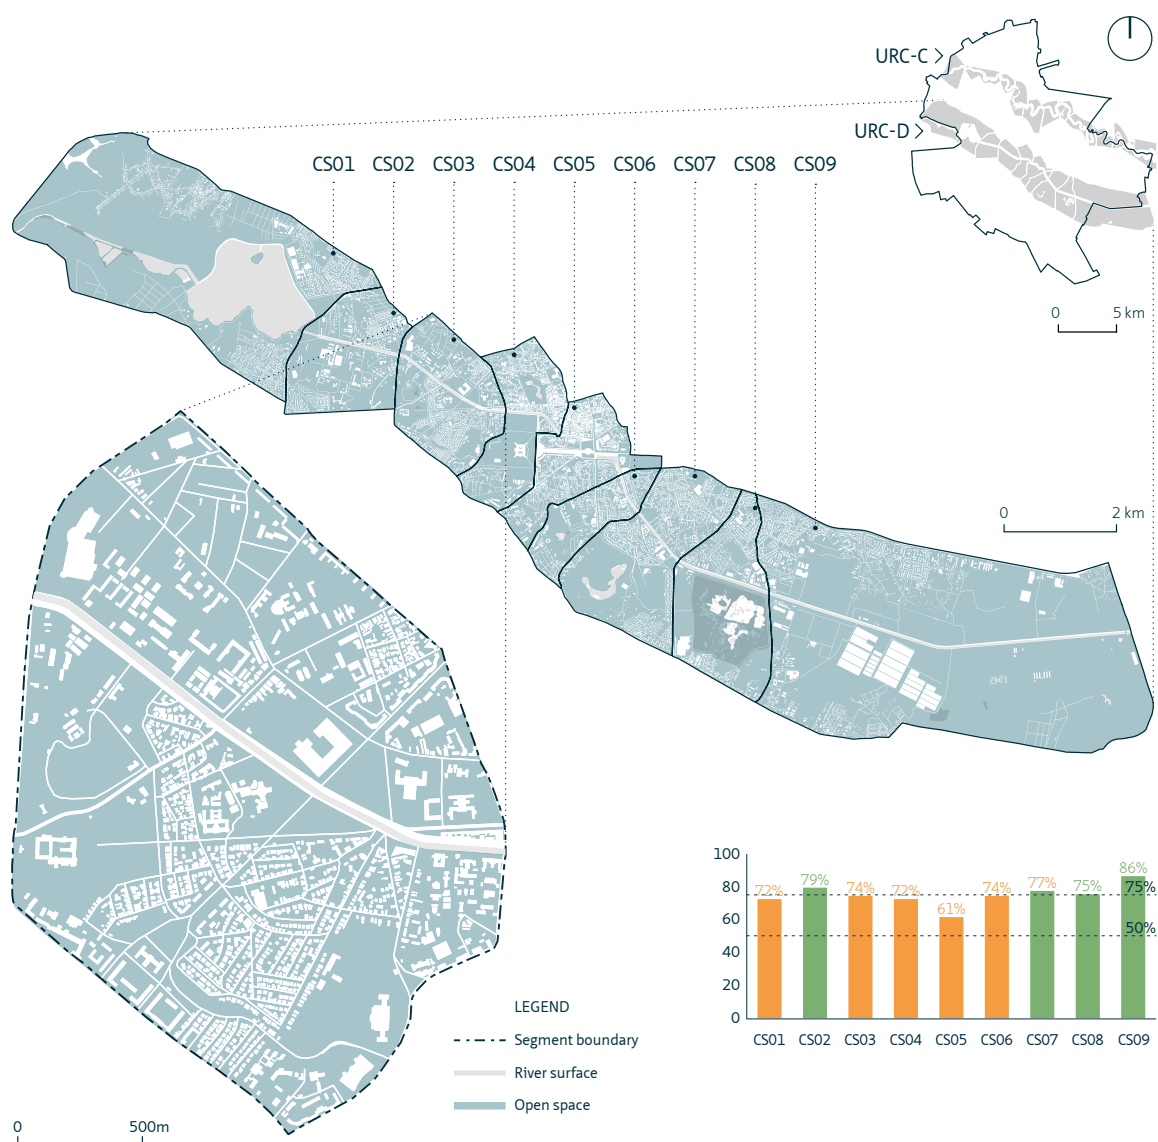 URC-C
URC-D
CS01 CS02 CS03 CS04 CS05 CS06 CS07 CS08 CS09
0 5 km
0 2 km
100
80
60
40
20
0
72% 79% 74% 72% 61% 74% 77% 75% 86%
75%
50%
CS01 CS02 CS03 CS04 CS05 CS06 CS07 CS08 CS09
LEGEND
Segment boundary
River surface
Open space
0 500m